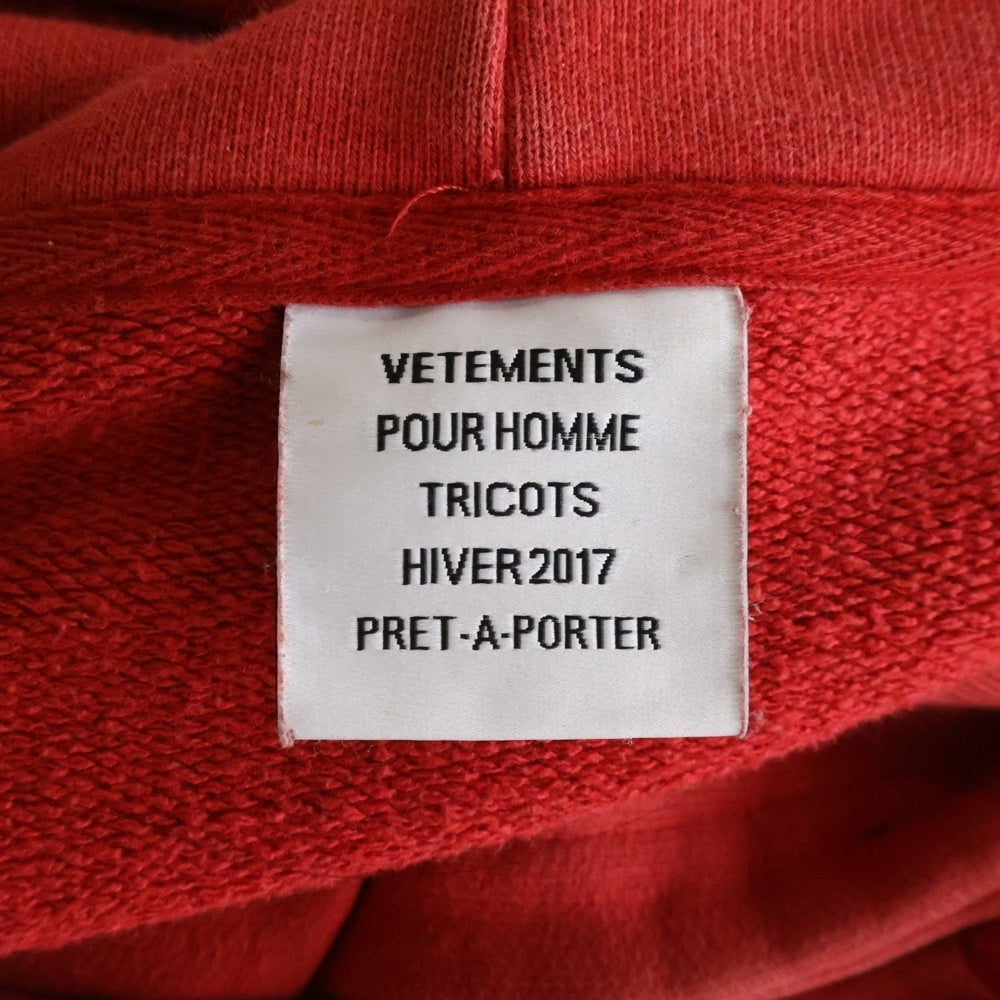 VETEMENTS
POUR HOMME
TRICOTS
HIVER 2017
PRET-A-PORTER